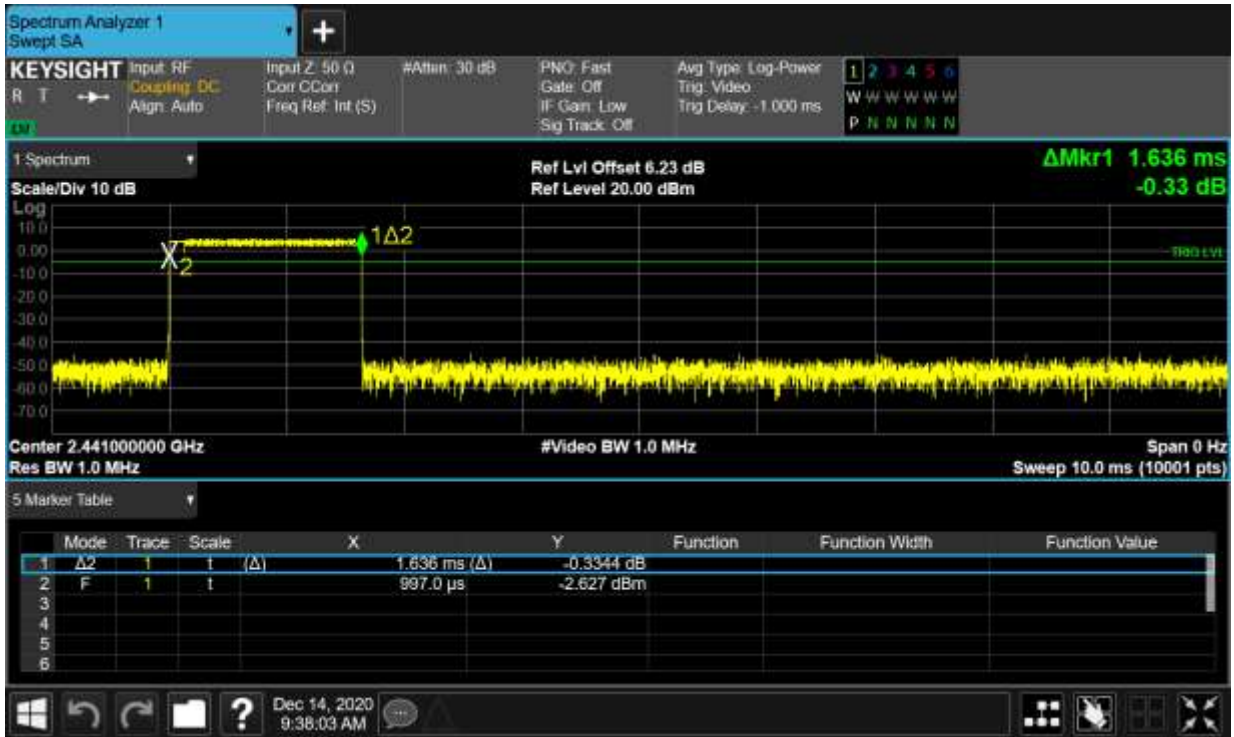 Spectrum Analyzer 1
Swept SA
+
KEYSIGHT
R T
Input: RF
Coupling: DC
Align: Auto
Input Z: 50 Ω
Corr CCorr
Freq Ref: Int (S)
#Atten: 30 dB
PNO: Fast
Gate: Off
IF Gain: Low
Sig Track: Off
Avg Type: Log-Power
Trig: Video
Trig Delay: -1.000 ms
1 2 3 4 5 6
W W W W W W
P N N N N N
1 Spectrum
Scale/Div 10 dB
Log
Ref Lvl Offset 6.23 dB
Ref Level 20.00 dBm
ΔMkr1 1.636 ms
-0.33 dB
10.0
0.00
-10.0
-20.0
-30.0
-40.0
-50.0
-60.0
-70.0
1Δ2
X2
TRIG LVL
Center 2.441000000 GHz
Res BW 1.0 MHz
#Video BW 1.0 MHz
Span 0 Hz
Sweep 10.0 ms (10001 pts)
5 Marker Table
Mode Trace Scale X Y Function Function Width Function Value
1 Δ2 1 t (Δ) 1.636 ms (Δ) -0.3344 dB
2 F 1 t 997.0 µs -2.627 dBm
3
4
5
6
?
Dec 14, 2020
9:38:03 AM